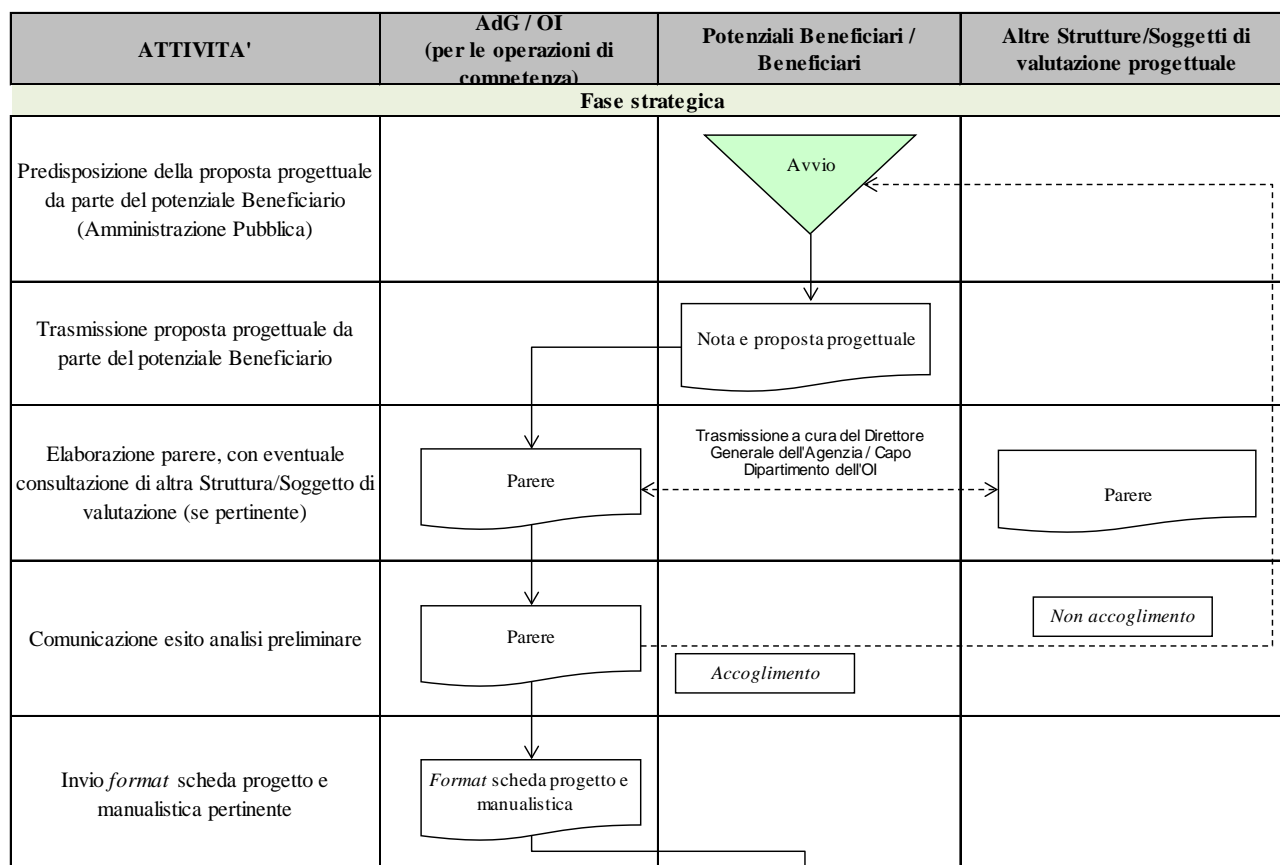 ATTIVITA'
AdG / OI
(per le operazioni di
competenza)
Potenziali Beneficiari /
Beneficiari
Altre Strutture/Soggetti di
valutazione progettuale
Fase strategica
Predisposizione della proposta progettuale
da parte del potenziale Beneficiario
(Amministrazione Pubblica)
Avvio
Trasmissione proposta progettuale da
parte del potenziale Beneficiario
Nota e proposta progettuale
Elaborazione parere, con eventuale
consultazione di altra Struttura/Soggetto di
valutazione (se pertinente)
Parere
Trasmissione a cura del Direttore
Generale dell'Agenzia / Capo
Dipartimento dell'OI
Parere
Comunicazione esito analisi preliminare
Parere
Accoglimento
Non accoglimento
Invio format scheda progetto e
manualistica pertinente
Format scheda progetto e
manualistica